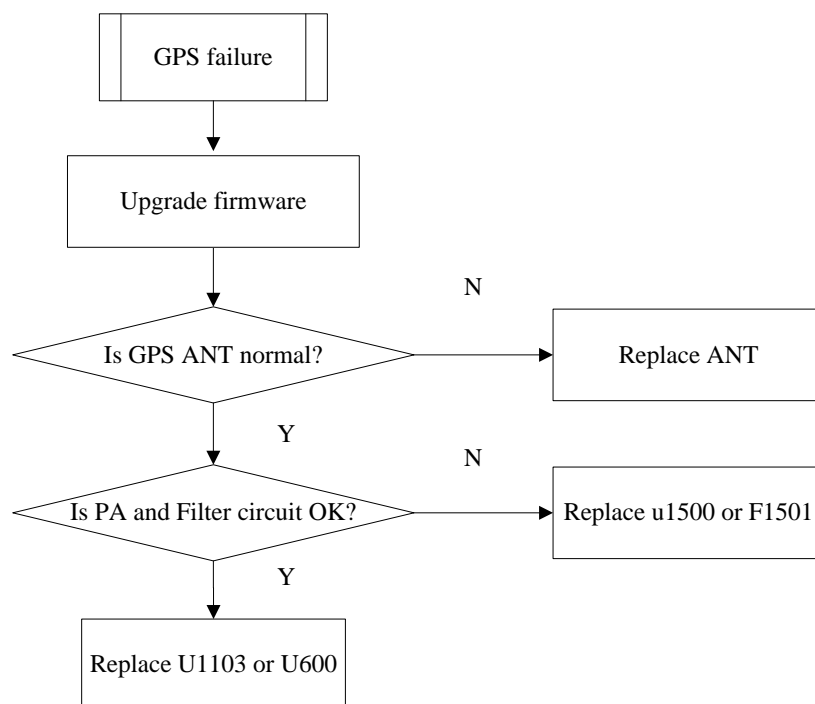 GPS failure
Upgrade firmware
N
Is GPS ANT normal?
Replace ANT
Y
N
Is PA and Filter circuit OK?
Replace u1500 or F1501
Y
Replace U1103 or U600